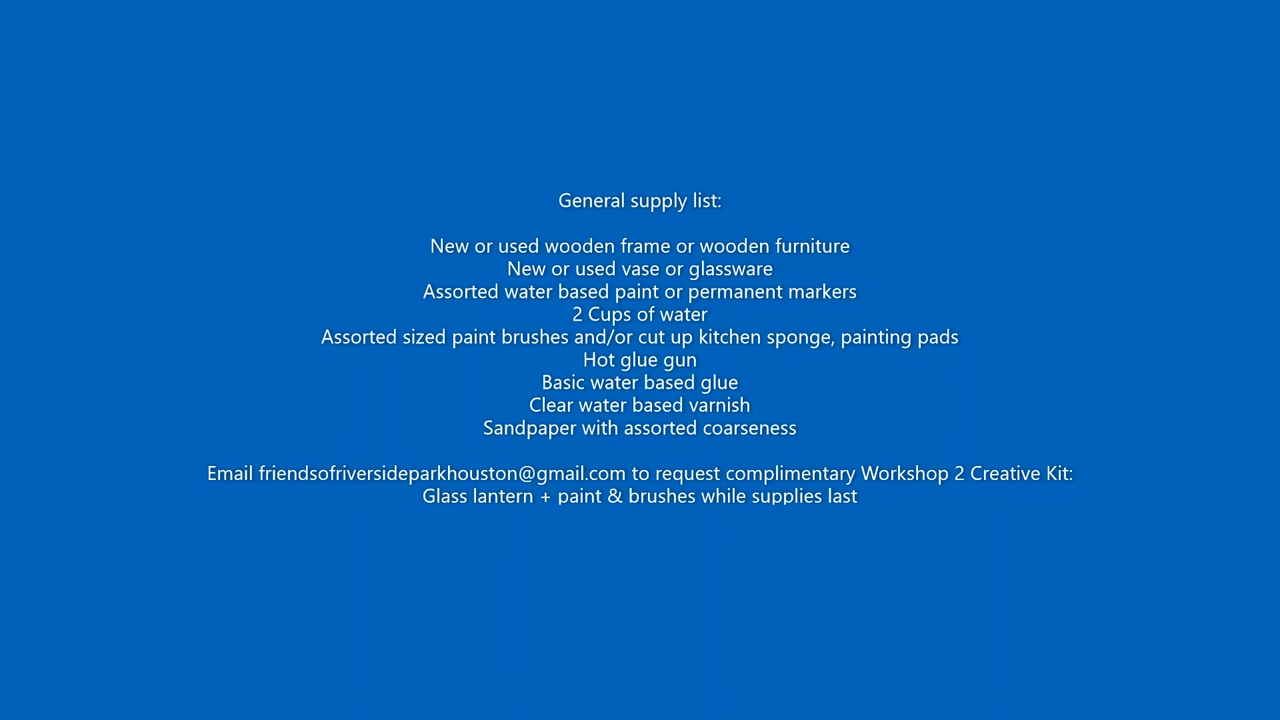 General supply list:
New or used wooden frame or wooden furniture
New or used vase or glassware
Assorted water based paint or permanent markers
2 Cups of water
Assorted sized paint brushes and/or cut up kitchen sponge, painting pads
Hot glue gun
Basic water based glue
Clear water based varnish
Sandpaper with assorted coarseness
Email friendsofriversideparkhouston@gmail.com to request complimentary Workshop 2 Creative Kit:
Glass lantern + paint & brushes while supplies last